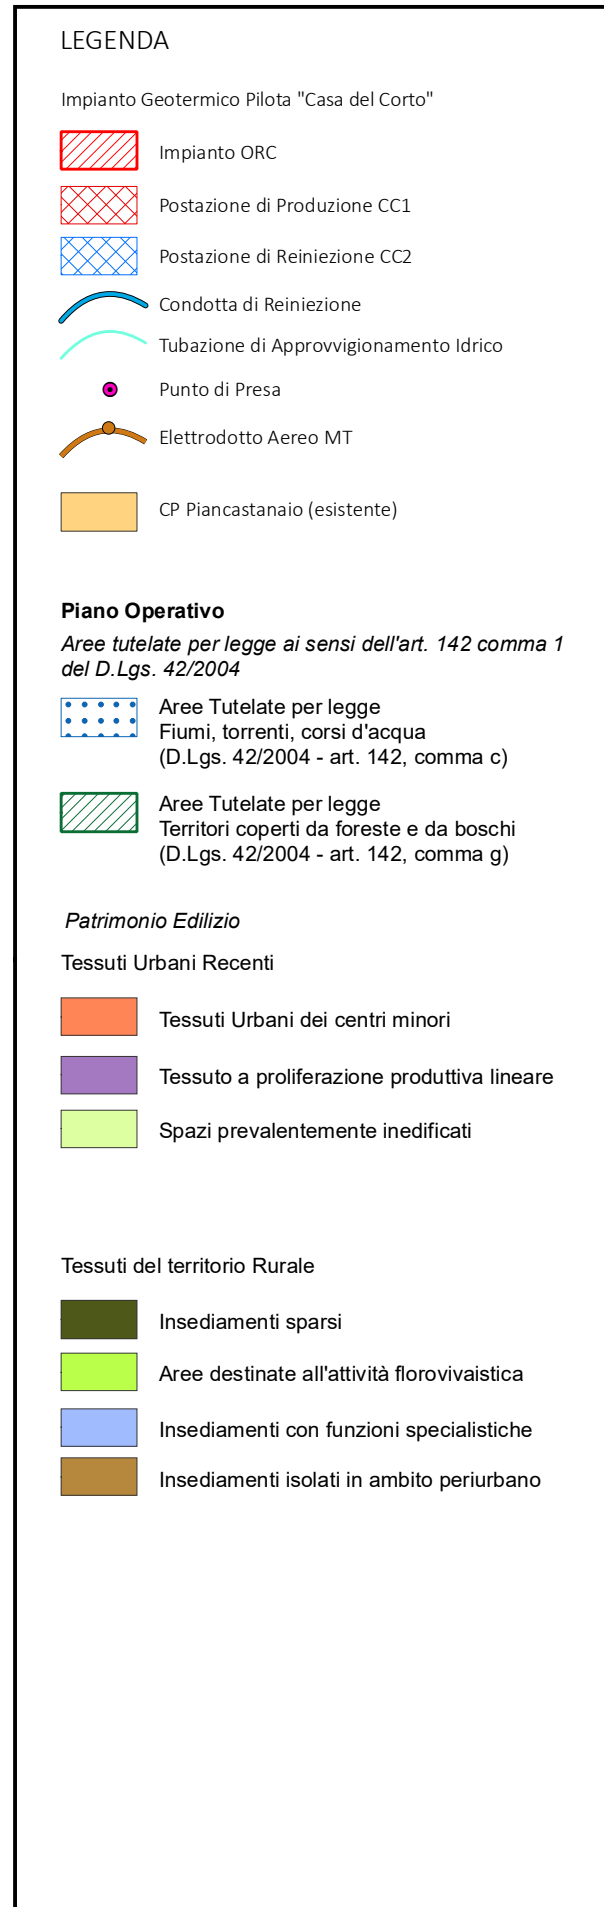 LEGENDA
Impianto Geotermico Pilota "Casa del Corto"
Impianto ORC
Postazione di Produzione CC1
Postazione di Reiniezione CC2
Condotta di Reiniezione
Tubazione di Approvvigionamento Idrico
Punto di Presa
Elettrodotto Aereo MT
CP Piancastanaio (esistente)
Piano Operativo
Aree tutelate per legge ai sensi dell'art. 142 comma 1
del D.Lgs. 42/2004
Aree Tutelate per legge
Fiumi, torrenti, corsi d'acqua
(D.Lgs. 42/2004 - art. 142, comma c)
Aree Tutelate per legge
Territori coperti da foreste e da boschi
(D.Lgs. 42/2004 - art. 142, comma g)
Patrimonio Edilizio
Tessuti Urbani Recenti
Tessuti Urbani dei centri minori
Tessuto a proliferazione produttiva lineare
Spazi prevalentemente inedificati
Tessuti del territorio Rurale
Insediamenti sparsi
Aree destinate all'attività florovivaistica
Insediamenti con funzioni specialistiche
Insediamenti isolati in ambito periurbano